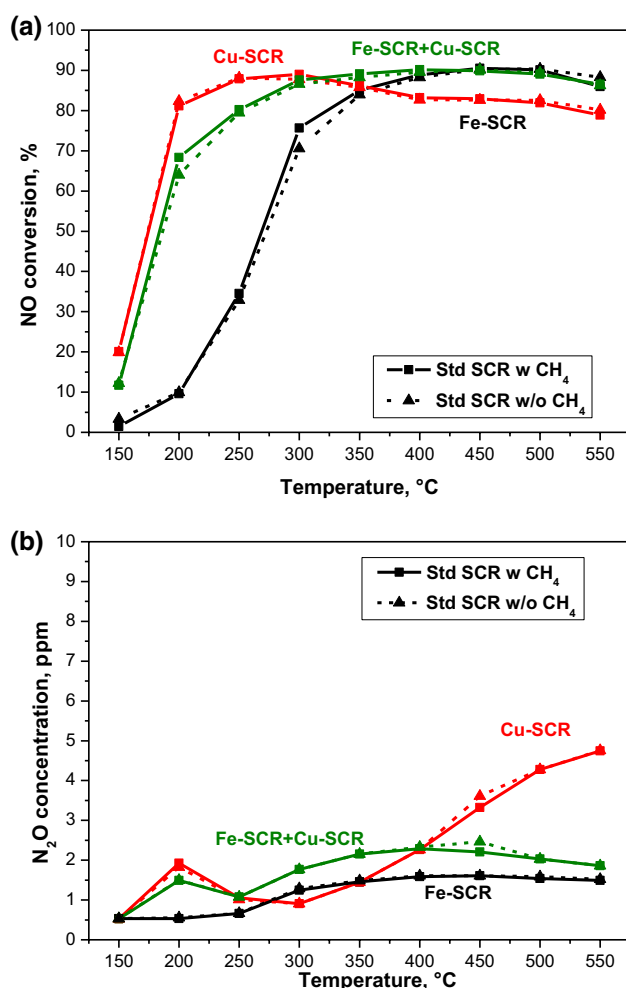 (a)
Cu-SCR
Fe-SCR+Cu-SCR
Fe-SCR
NO conversion, %
100
90
80
70
60
50
40
30
20
10
0
Std SCR w CH4
Std SCR w/o CH4
150 200 250 300 350 400 450 500 550
Temperature, °C
(b)
N2O concentration, ppm
10
9
8
7
6
5
4
3
2
1
0
Std SCR w CH4
Std SCR w/o CH4
Cu-SCR
Fe-SCR+Cu-SCR
Fe-SCR
150 200 250 300 350 400 450 500 550
Temperature, °C